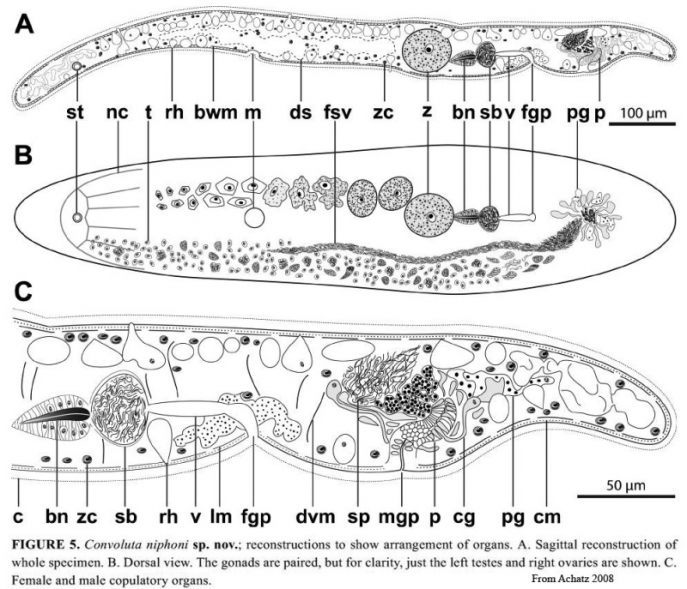 A
st nc t rh bwm m ds fsv zc z bn sb v fgp pg p
100 µm
B
C
c bn zc sb rh v lm fgp dvm sp mgp p cg pg cm
50 µm
FIGURE 5. Convoluta niphoni sp. nov.; reconstructions to show arrangement of organs. A. Sagittal reconstruction of
whole specimen. B. Dorsal view. The gonads are paired, but for clarity, just the left testes and right ovaries are shown. C.
Female and male copulatory organs.
From Achatz 2008